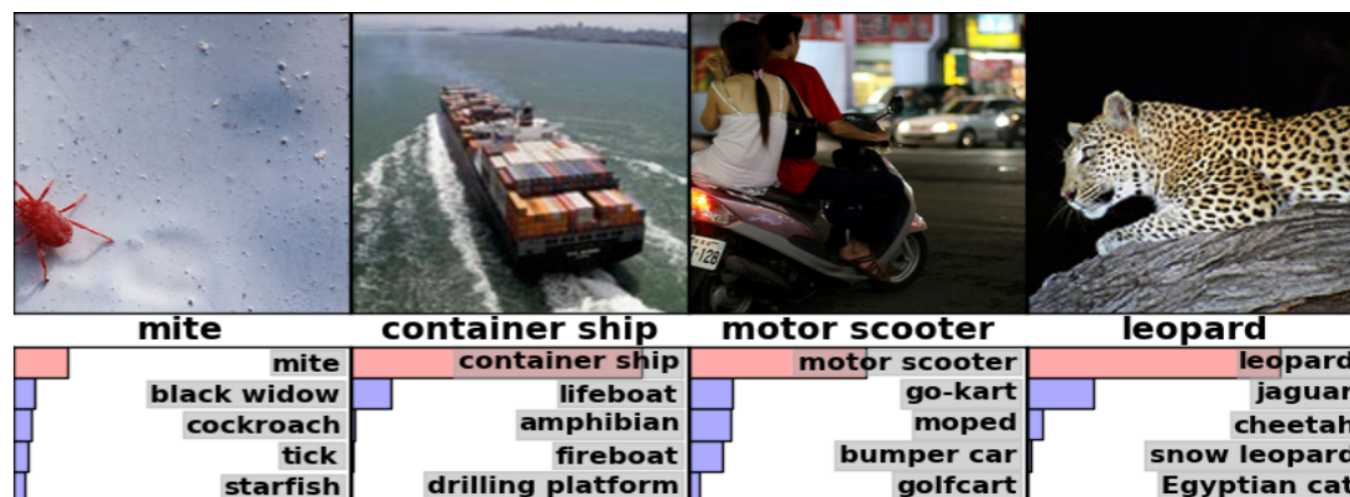 T-128
mite
container ship
motor scooter
leopard
mite
black widow
cockroach
tick
starfish
container ship
lifeboat
amphibian
fireboat
drilling platform
motor scooter
go-kart
moped
bumper car
golfcart
leopard
jaguar
cheetah
snow leopard
Egyptian cat